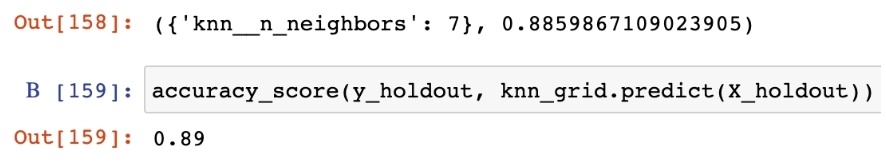 Out[158]: ({'knn__n_neighbors': 7}, 0.8859867109023905)
В [159]: accuracy_score(y_holdout, knn_grid.predict(X_holdout))
Out[159]: 0.89